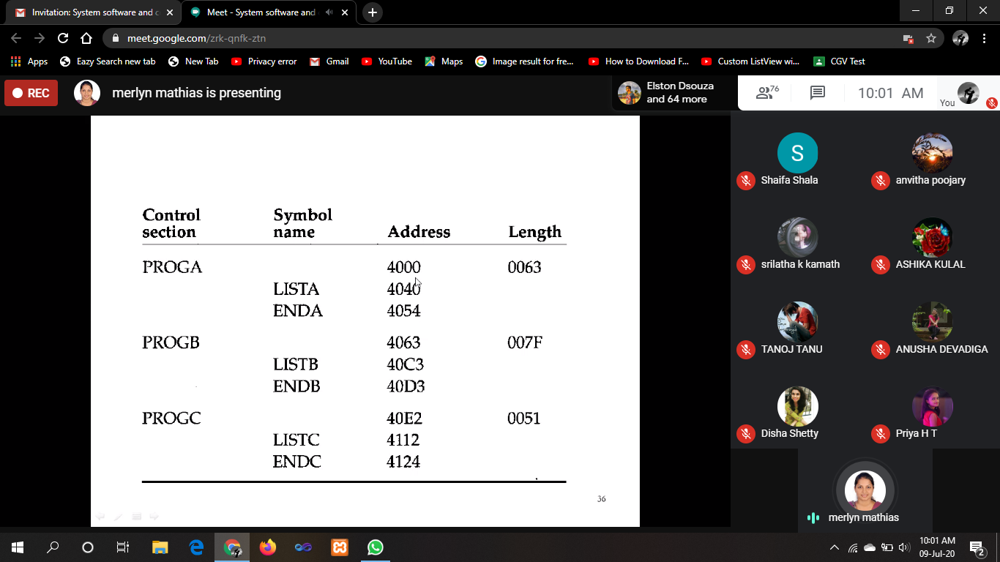 Invitation: System software and c
Meet - System software and
meet.google.com/zrk-qnfk-ztn
Apps Eazy Search new tab New Tab Privacy error Gmail YouTube Maps Image result for fre... How to Download F... Custom ListView wi... CGV Test
REC
merlyn mathias is presenting
Elston Dsouza
and 64 more
76
10:01 AM
You
Control section Symbol name Address Length
PROGA 4000 0063
LISTA 4040
ENDA 4054
PROGB 4063 007F
LISTB 40C3
ENDB 40D3
PROGC 40E2 0051
LISTC 4112
ENDC 4124
36
S
Shaifa Shala anvitha poojary
srilatha k kamath ASHIKA KULAL
TANOJ TANU ANUSHA DEVADIGA
Disha Shetty Priya H T
merlyn mathias
10:01 AM
09-Jul-20
2